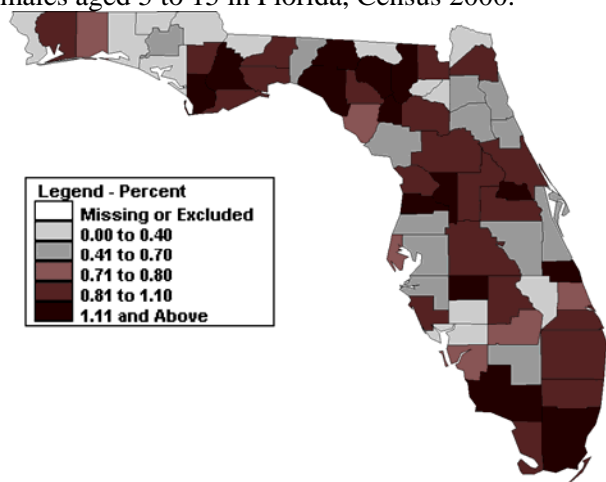 males aged 5 to 15 in Florida, Census 2000.
Legend - Percent
Missing or Excluded
0.00 to 0.40
0.41 to 0.70
0.71 to 0.80
0.81 to 1.10
1.11 and Above